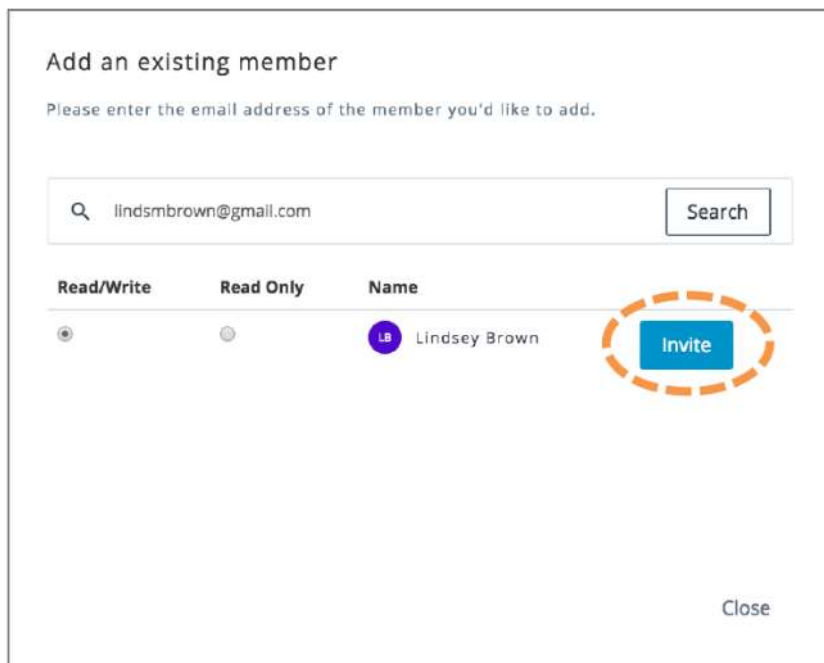 Add an existing member
Please enter the email address of the member you'd like to add.
lindsmbrown@gmail.com Search
Read/Write Read Only Name
LB Lindsey Brown Invite
Close